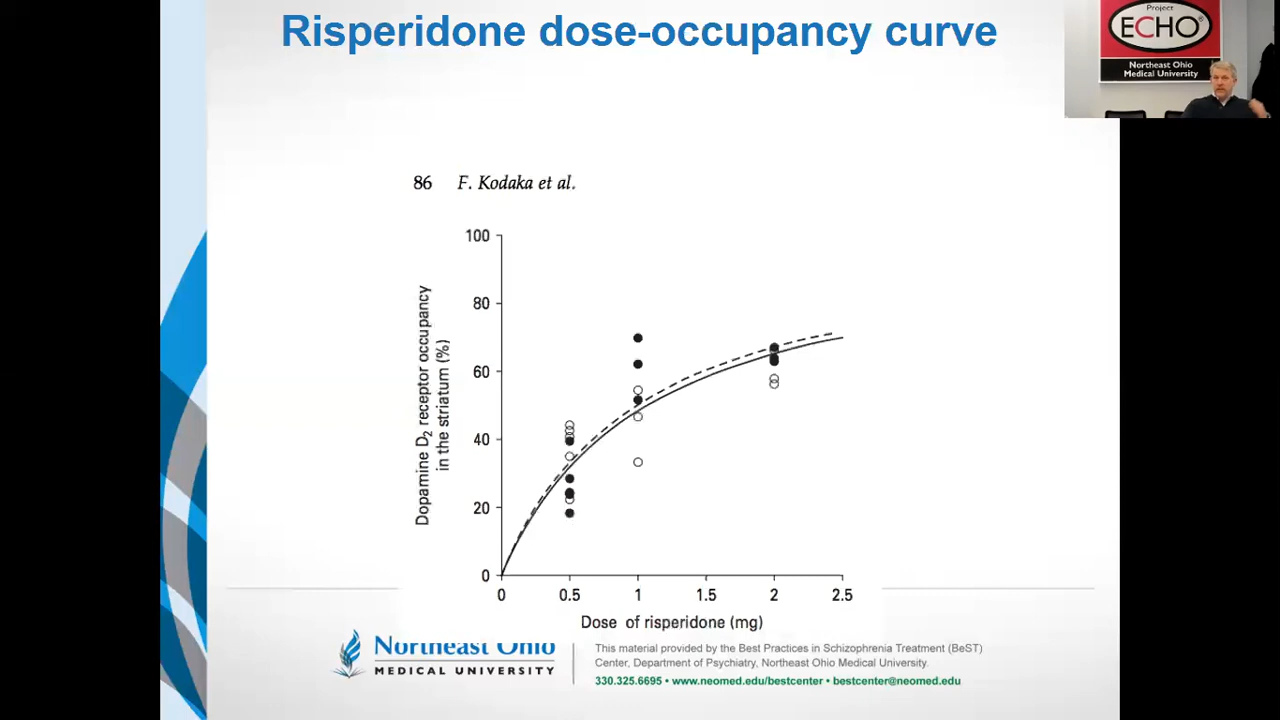 Risperidone dose-occupancy curve
Project
ECHO®
Northeast Ohio
Medical University
86 F. Kodaka et al.
100
80
60
40
20
0
Dopamine D2 receptor occupancy
in the striatum (%)
0 0.5 1 1.5 2 2.5
Dose of risperidone (mg)
Northeast Ohio
MEDICAL UNIVERSITY
This material provided by the Best Practices in Schizophrenia Treatment (BeST)
Center, Department of Psychiatry, Northeast Ohio Medical University.
330.325.6695 • www.neomed.edu/bestcenter • bestcenter@neomed.edu